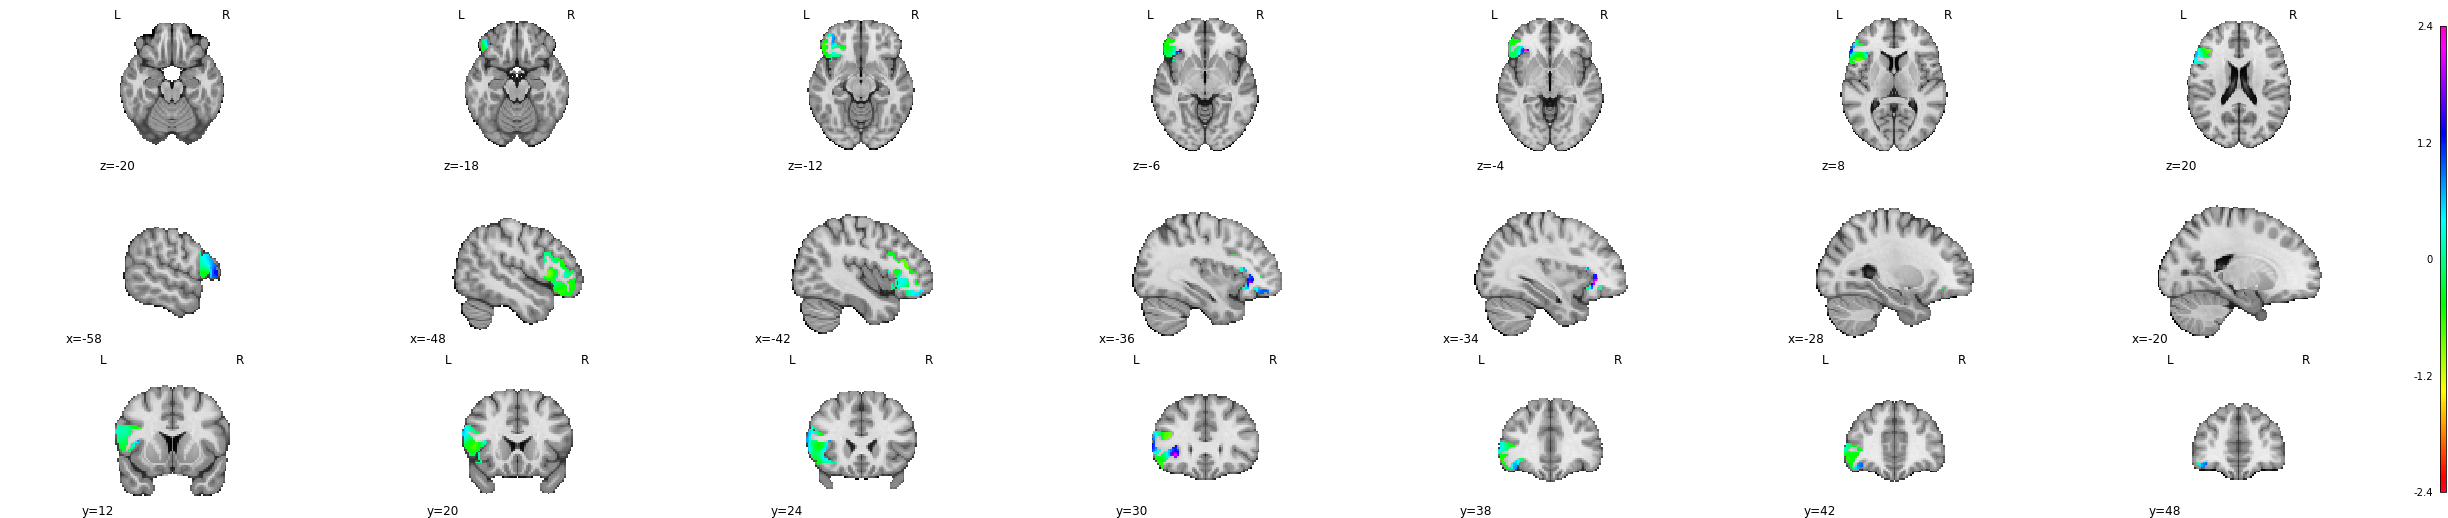 L R L R L R L R L R L R L R
2.4
1.2
z=-20 z=-18 z=-12 z=-6 z=-4 z=8 z=20
0
x=-58 x=-48 x=-42 x=-36 x=-34 x=-28 x=-20
L R L R L R L R L R L R L R
-1.2
-2.4
y=12 y=20 y=24 y=30 y=38 y=42 y=48